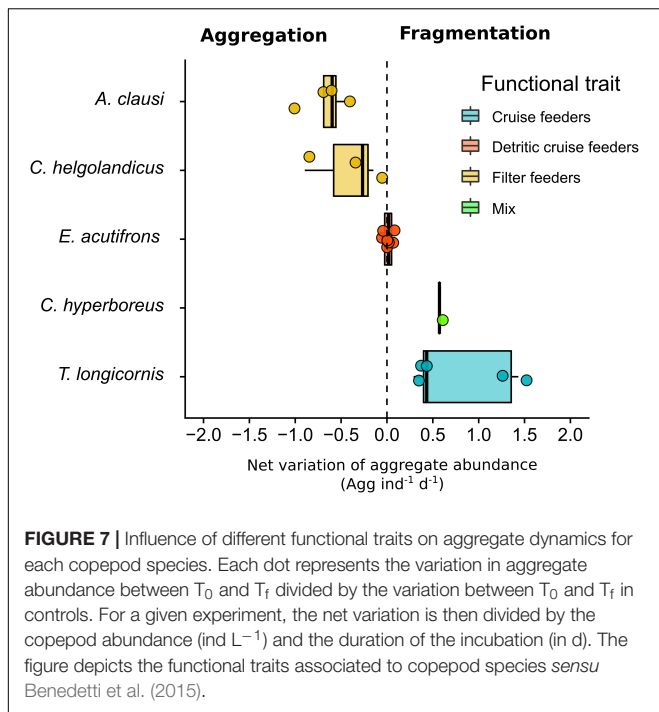 Aggregation Fragmentation
Functional trait
Cruise feeders
Detritic cruise feeders
Filter feeders
Mix
A. clausi
C. helgolandicus
E. acutifrons
C. hyperboreus
T. longicornis
−2.0 −1.5 −1.0 −0.5 0.0 0.5 1.0 1.5 2.0
Net variation of aggregate abundance
(Agg ind⁻¹ d⁻¹)
FIGURE 7 | Influence of different functional traits on aggregate dynamics for
each copepod species. Each dot represents the variation in aggregate
abundance between T₀ and T_f divided by the variation between T₀ and T_f in
controls. For a given experiment, the net variation is then divided by the
copepod abundance (ind L⁻¹) and the duration of the incubation (in d). The
figure depicts the functional traits associated to copepod species sensu
Benedetti et al. (2015).